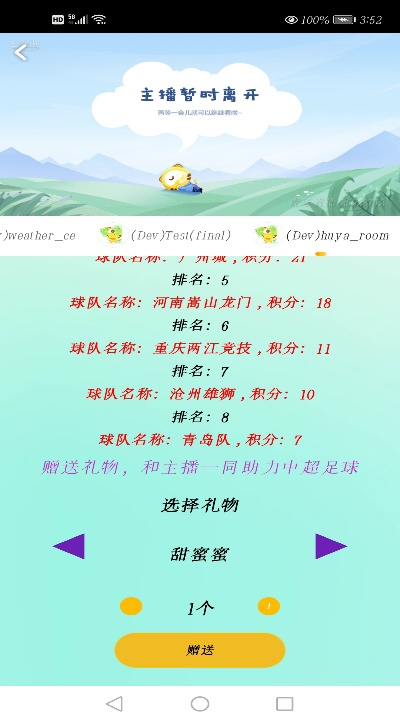 HD 5G 100% 3:52
主播暂时离开
再等一会儿就可以继续看啦~
)weather_ce (Dev)Test(final) (Dev)huya_room
球队名称：广州城 ,积分：21
排名：5
球队名称：河南嵩山龙门 ,积分：18
排名：6
球队名称：重庆两江竞技 ,积分：11
排名：7
球队名称：沧州雄狮 ,积分：10
排名：8
球队名称：青岛队 ,积分：7
赠送礼物，和主播一同助力中超足球
选择礼物
甜蜜蜜
1个
赠送